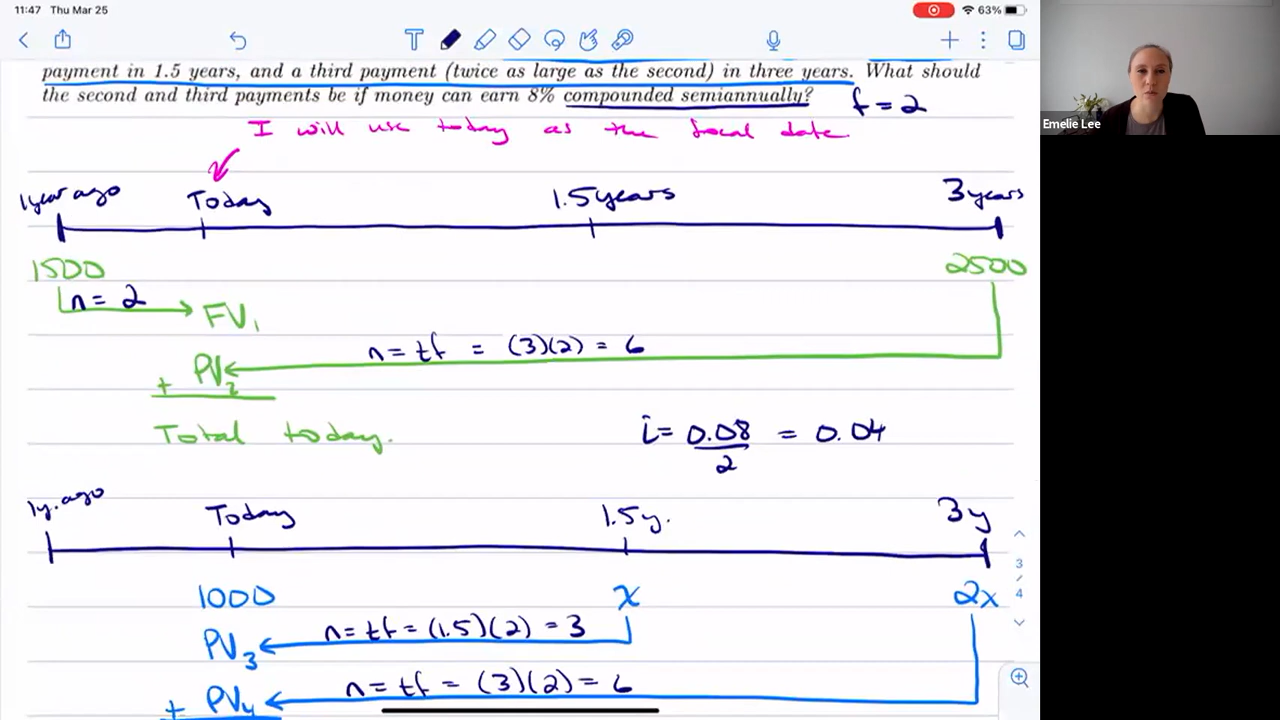 11:47 Thu Mar 25
63%
payment in 1.5 years, and a third payment (twice as large as the second) in three years. What should
the second and third payments be if money can earn 8% compounded semiannually?
f = 2
I will use today as the focal date.
1 year ago Today 1.5 years 3 years
1500 2500
n = 2
FV1
n = tf = (3)(2) = 6
+ PV2
Total today.
i = 0.08 / 2 = 0.04
1y. ago Today 1.5 y. 3 y
1000 x 2x
n = tf = (1.5)(2) = 3
PV3
n = tf = (3)(2) = 6
+ PV4
3
/
4
Emelie Lee